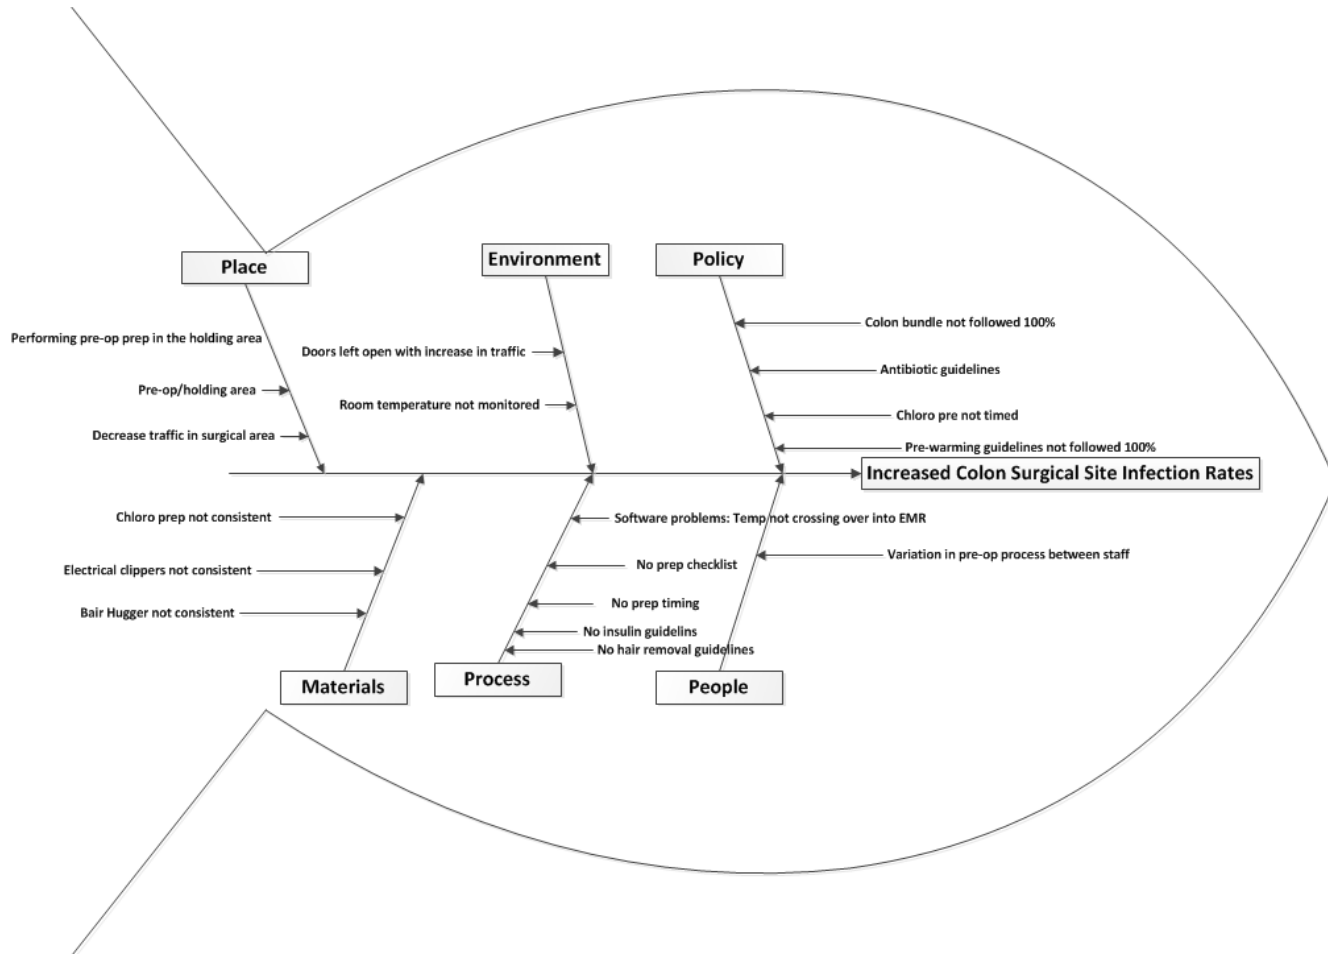 Place
Environment
Policy
Performing pre-op prep in the holding area
Pre-op/holding area
Decrease traffic in surgical area
Doors left open with increase in traffic
Room temperature not monitored
Colon bundle not followed 100%
Antibiotic guidelines
Chloro pre not timed
Pre-warming guidelines not followed 100%
Increased Colon Surgical Site Infection Rates
Chloro prep not consistent
Electrical clippers not consistent
Bair Hugger not consistent
Software problems: Temp not crossing over into EMR
No prep checklist
No prep timing
No insulin guidelins
No hair removal guidelines
Variation in pre-op process between staff
Materials
Process
People